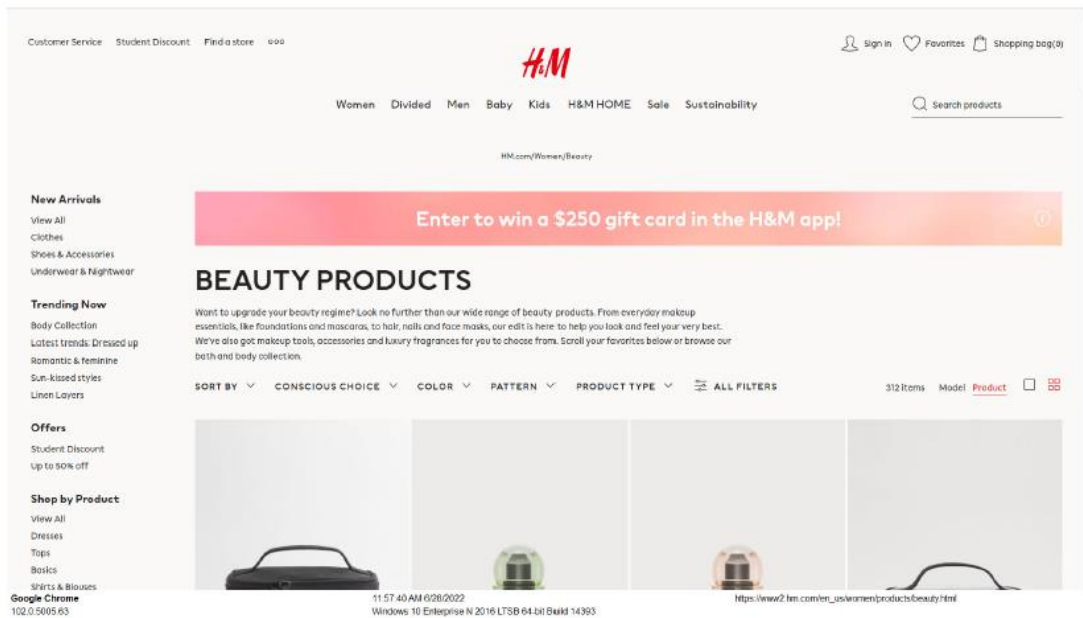 Customer Service Student Discount Find a store ooo
H&M
Sign in Favorites Shopping bag(0)
Women Divided Men Baby Kids H&M HOME Sale Sustainability
Search products
HM.com/Women/Beauty
New Arrivals
View All
Clothes
Shoes & Accessories
Underwear & Nightwear
Trending Now
Body Collection
Latest trends: Dressed up
Romantic & feminine
Sun-kissed styles
Linen Layers
Offers
Student Discount
Up to 50% off
Shop by Product
View All
Dresses
Tops
Basics
Shirts & Blouses
Enter to win a $250 gift card in the H&M app!
BEAUTY PRODUCTS
Want to upgrade your beauty regime? Look no further than our wide range of beauty products. From everyday makeup
essentials, like foundations and mascaras, to hair, nails and face masks, our edit is here to help you look and feel your very best.
We've also got makeup tools, accessories and luxury fragrances for you to choose from. Scroll your favorites below or browse our
bath and body collection.
SORT BY CONSCIOUS CHOICE COLOR PATTERN PRODUCT TYPE ALL FILTERS
312 items Model Product
Google Chrome
102.0.5005.63
11:57:40 AM 6/28/2022
Windows 10 Enterprise N 2016 LTSB 64-bit Build 14393
https://www2.hm.com/en_us/women/products/beauty.html